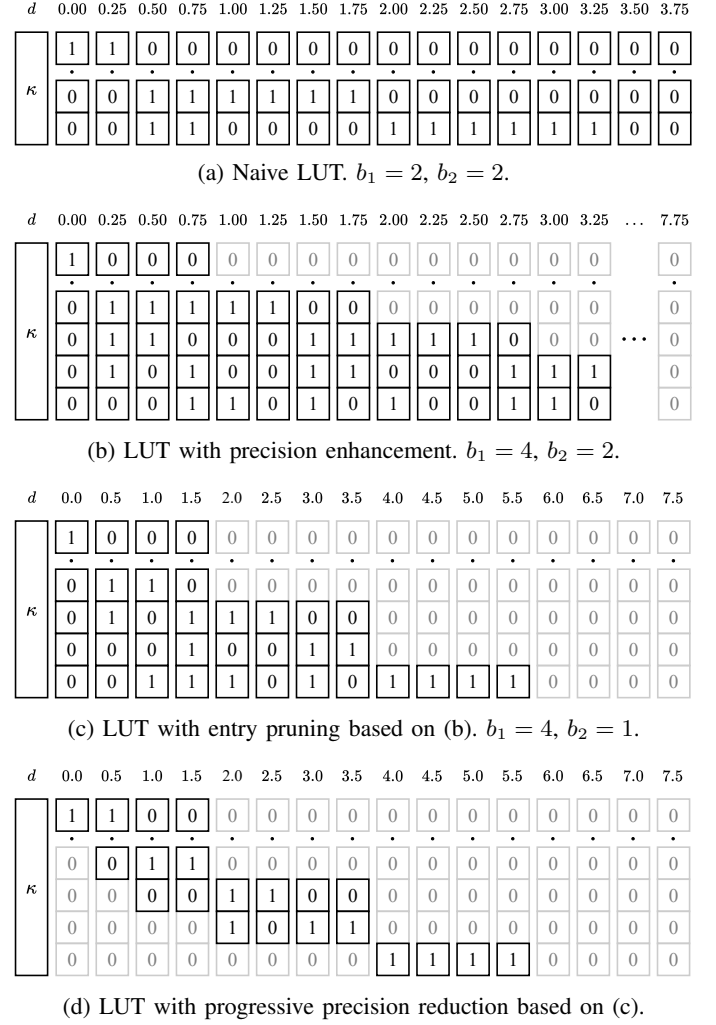 d 0.00 0.25 0.50 0.75 1.00 1.25 1.50 1.75 2.00 2.25 2.50 2.75 3.00 3.25 3.50 3.75
1 1 0 0 0 0 0 0 0 0 0 0 0 0 0 0
. . . . . . . . . . . . . . . .
κ 0 0 1 1 1 1 1 1 0 0 0 0 0 0 0 0
0 0 1 1 0 0 0 0 1 1 1 1 1 1 0 0
(a) Naive LUT. b₁ = 2, b₂ = 2.
d 0.00 0.25 0.50 0.75 1.00 1.25 1.50 1.75 2.00 2.25 2.50 2.75 3.00 3.25 ... 7.75
1 0 0 0 0 0 0 0 0 0 0 0 0 0 0
. . . . . . . . . . . . . . .
0 1 1 1 1 1 0 0 0 0 0 0 0 0 0
κ 0 1 1 0 0 0 1 1 1 1 1 0 0 0 ... 0
0 1 0 1 0 0 1 1 0 0 0 1 1 1 0
0 0 0 1 1 0 1 0 1 0 0 1 1 0 0
(b) LUT with precision enhancement. b₁ = 4, b₂ = 2.
d 0.0 0.5 1.0 1.5 2.0 2.5 3.0 3.5 4.0 4.5 5.0 5.5 6.0 6.5 7.0 7.5
1 0 0 0 0 0 0 0 0 0 0 0 0 0 0 0
. . . . . . . . . . . . . . . .
0 1 1 0 0 0 0 0 0 0 0 0 0 0 0 0
κ 0 1 0 1 1 1 0 0 0 0 0 0 0 0 0 0
0 0 0 1 0 0 1 1 0 0 0 0 0 0 0 0
0 0 1 1 1 0 1 0 1 1 1 1 0 0 0 0
(c) LUT with entry pruning based on (b). b₁ = 4, b₂ = 1.
d 0.0 0.5 1.0 1.5 2.0 2.5 3.0 3.5 4.0 4.5 5.0 5.5 6.0 6.5 7.0 7.5
1 1 0 0 0 0 0 0 0 0 0 0 0 0 0 0
. . . . . . . . . . . . . . . .
0 0 1 1 0 0 0 0 0 0 0 0 0 0 0 0
κ 0 0 0 0 1 1 0 0 0 0 0 0 0 0 0 0
0 0 0 0 1 0 1 1 0 0 0 0 0 0 0 0
0 0 0 0 0 0 0 0 1 1 1 1 0 0 0 0
(d) LUT with progressive precision reduction based on (c).